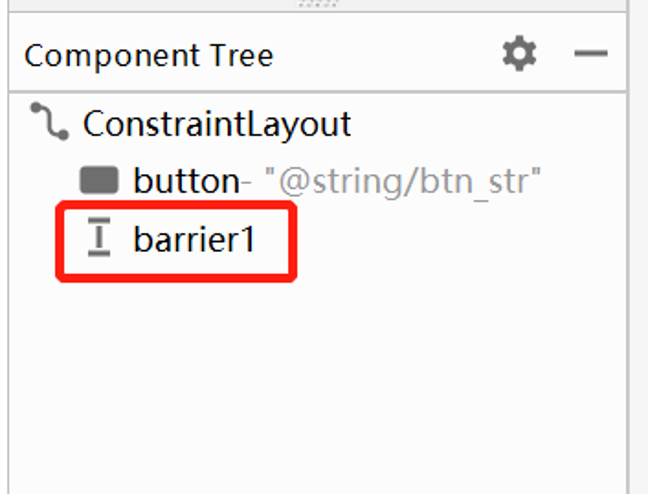 Component Tree
ConstraintLayout
button- "@string/btn_str"
barrier1